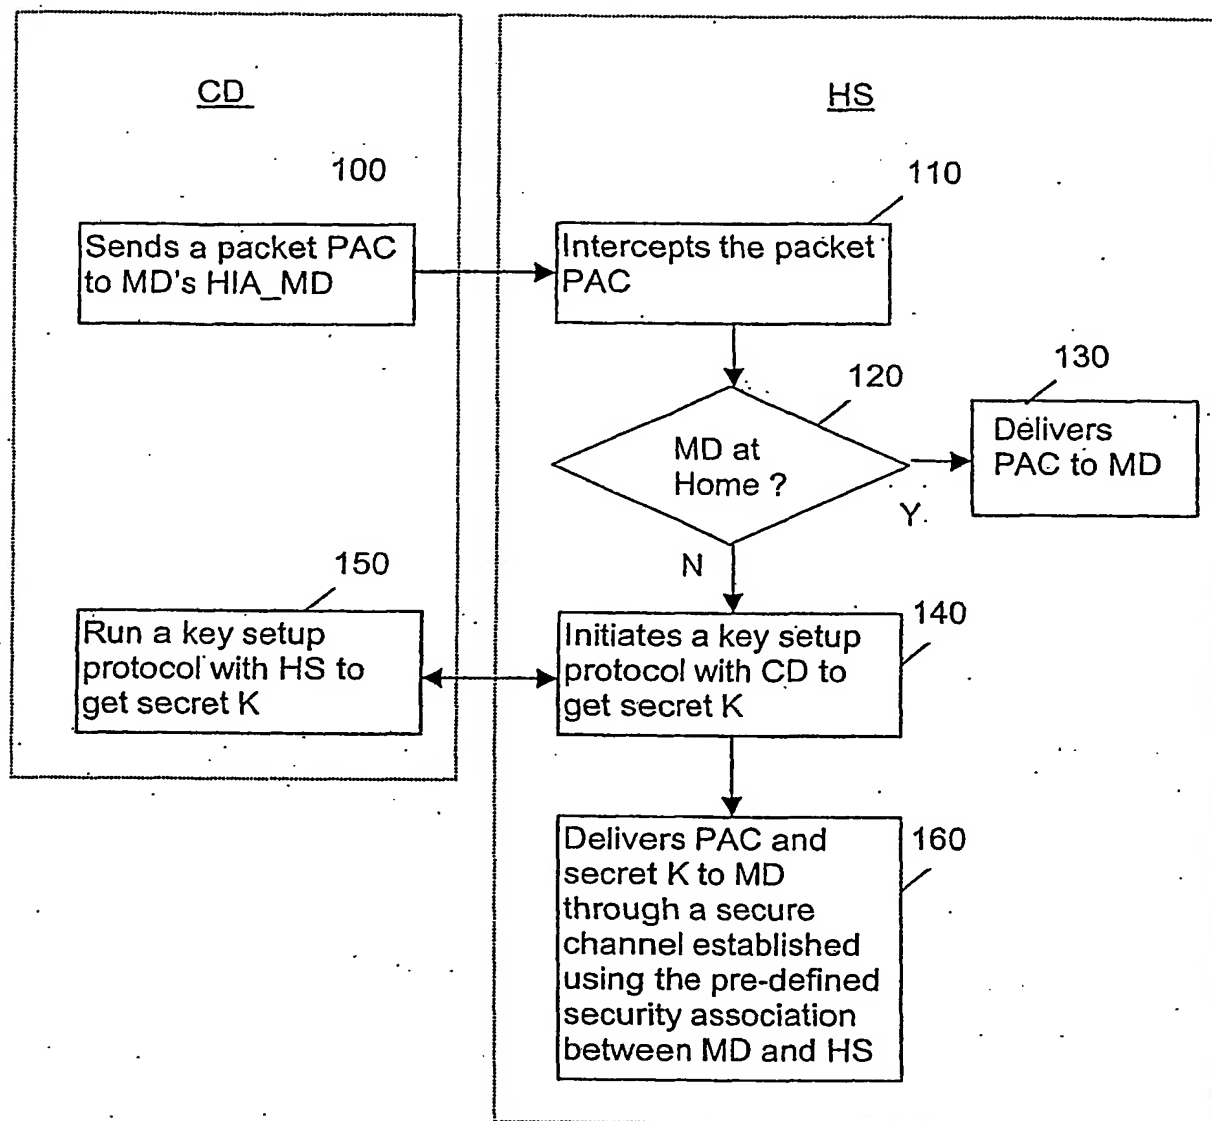 CD
HS
100
110
Sends a packet PAC
to MD's HIA_MD
Intercepts the packet
PAC
120
130
MD at
Home ?
Delivers
PAC to MD
Y
N
150
140
Run a key setup
protocol with HS to
get secret K
Initiates a key setup
protocol with CD to
get secret K
160
Delivers PAC and
secret K to MD
through a secure
channel established
using the pre-defined
security association
between MD and HS